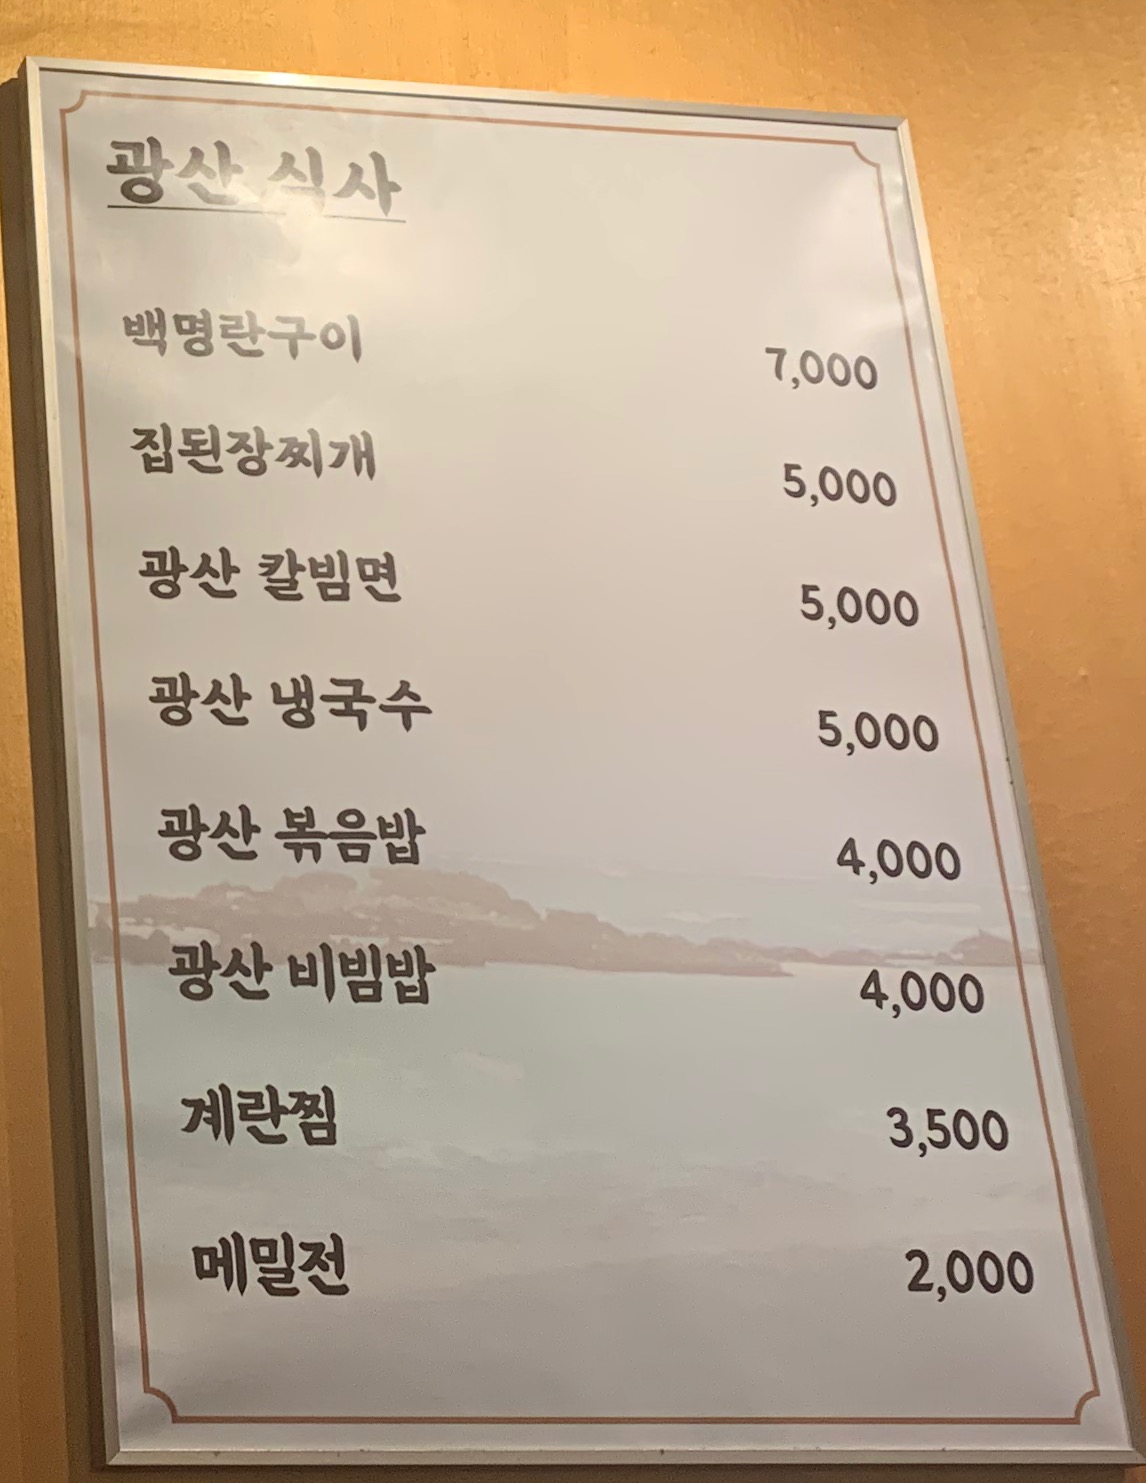 광산 식사
백명란구이 7,000
집된장찌개 5,000
광산 칼빔면 5,000
광산 냉국수 5,000
광산 볶음밥 4,000
광산 비빔밥 4,000
계란찜 3,500
메밀전 2,000